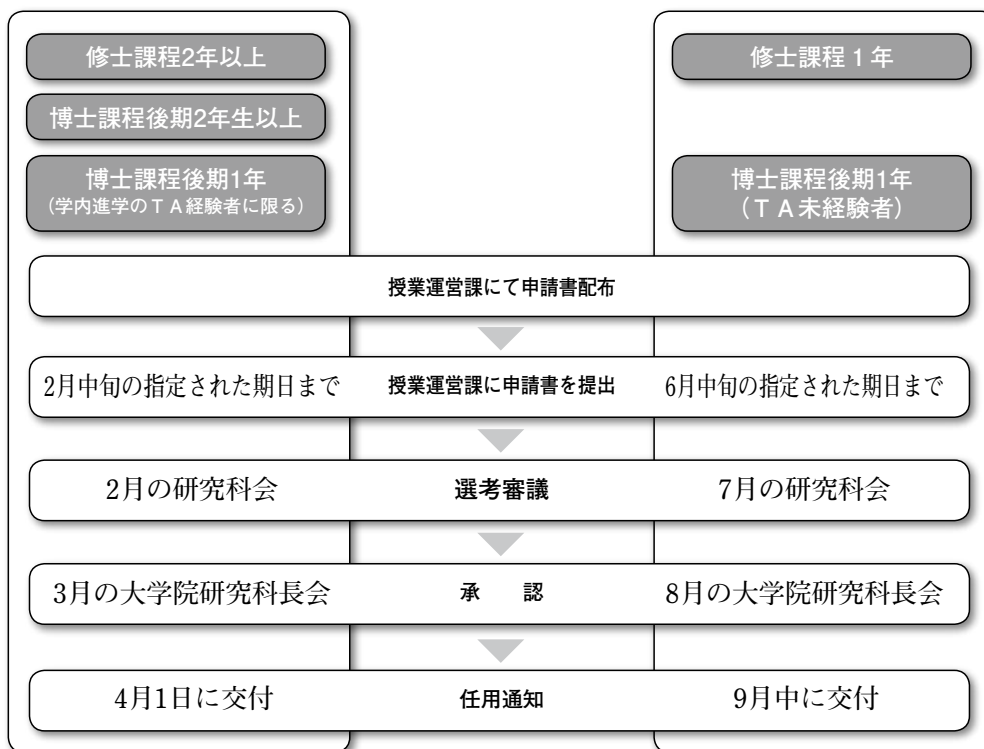 修士課程2年以上
修士課程１年
博士課程後期2年生以上
博士課程後期1年
(学内進学のＴＡ経験者に限る)
博士課程後期1年
（ＴＡ未経験者）
授業運営課にて申請書配布
2月中旬の指定された期日まで 授業運営課に申請書を提出 6月中旬の指定された期日まで
2月の研究科会 選考審議 7月の研究科会
3月の大学院研究科長会 承　認 8月の大学院研究科長会
4月1日に交付 任用通知 9月中に交付